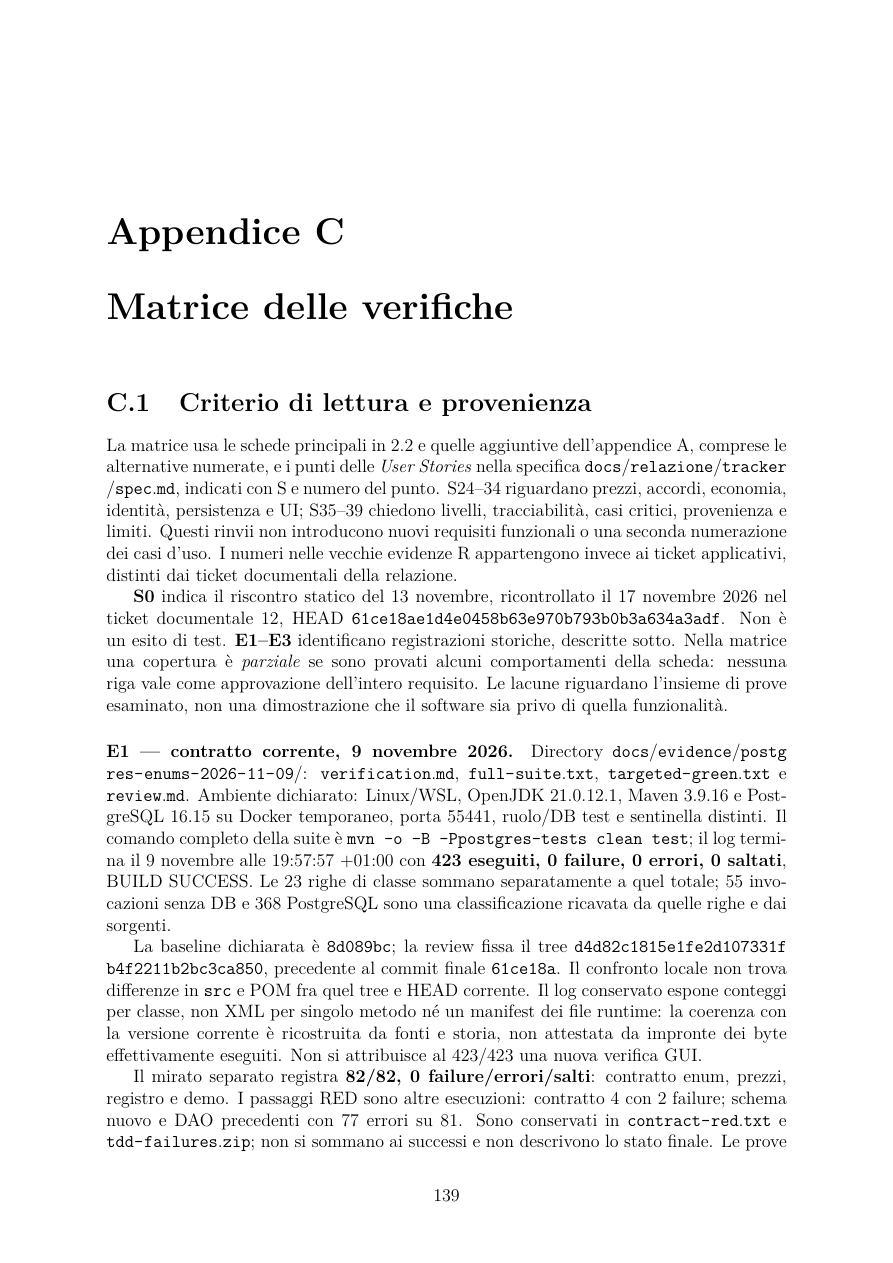 Appendice C
Matrice delle verifiche
C.1 Criterio di lettura e provenienza
La matrice usa le schede principali in 2.2 e quelle aggiuntive dell'appendice A, comprese le
alternative numerate, e i punti delle User Stories nella specifica docs/relazione/tracker
/spec.md, indicati con S e numero del punto. S24–34 riguardano prezzi, accordi, economia,
identità, persistenza e UI; S35–39 chiedono livelli, tracciabilità, casi critici, provenienza e
limiti. Questi rinvii non introducono nuovi requisiti funzionali o una seconda numerazione
dei casi d'uso. I numeri nelle vecchie evidenze R appartengono invece ai ticket applicativi,
distinti dai ticket documentali della relazione.
S0 indica il riscontro statico del 13 novembre, ricontrollato il 17 novembre 2026 nel
ticket documentale 12, HEAD 61ce18ae1d4e0458b63e970b793b0b3a634a3adf. Non è
un esito di test. E1–E3 identificano registrazioni storiche, descritte sotto. Nella matrice
una copertura è parziale se sono provati alcuni comportamenti della scheda: nessuna
riga vale come approvazione dell'intero requisito. Le lacune riguardano l'insieme di prove
esaminato, non una dimostrazione che il software sia privo di quella funzionalità.
E1 — contratto corrente, 9 novembre 2026. Directory docs/evidence/postg
res-enums-2026-11-09/: verification.md, full-suite.txt, targeted-green.txt e
review.md. Ambiente dichiarato: Linux/WSL, OpenJDK 21.0.12.1, Maven 3.9.16 e Post-
greSQL 16.15 su Docker temporaneo, porta 55441, ruolo/DB test e sentinella distinti. Il
comando completo della suite è mvn -o -B -Ppostgres-tests clean test; il log termi-
na il 9 novembre alle 19:57:57 +01:00 con 423 eseguiti, 0 failure, 0 errori, 0 saltati,
BUILD SUCCESS. Le 23 righe di classe sommano separatamente a quel totale; 55 invo-
cazioni senza DB e 368 PostgreSQL sono una classificazione ricavata da quelle righe e dai
sorgenti.
La baseline dichiarata è 8d089bc; la review fissa il tree d4d82c1815e1fe2d107331f
b4f2211b2bc3ca850, precedente al commit finale 61ce18a. Il confronto locale non trova
differenze in src e POM fra quel tree e HEAD corrente. Il log conservato espone conteggi
per classe, non XML per singolo metodo né un manifest dei file runtime: la coerenza con
la versione corrente è ricostruita da fonti e storia, non attestata da impronte dei byte
effettivamente eseguiti. Non si attribuisce al 423/423 una nuova verifica GUI.
Il mirato separato registra 82/82, 0 failure/errori/salti: contratto enum, prezzi,
registro e demo. I passaggi RED sono altre esecuzioni: contratto 4 con 2 failure; schema
nuovo e DAO precedenti con 77 errori su 81. Sono conservati in contract-red.txt e
tdd-failures.zip; non si sommano ai successi e non descrivono lo stato finale. Le prove
139